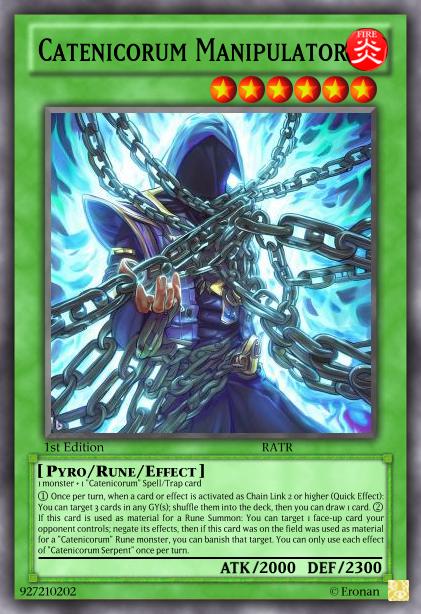 CATENICORUM MANIPULATOR
FIRE
炎
1st Edition RATR
[ PYRO/RUNE/EFFECT ]
1 monster + 1 "Catenicorum" Spell/Trap card
① Once per turn, when a card or effect is activated as Chain Link 2 or higher (Quick Effect):
You can target 3 cards in any GY(s); shuffle them into the deck, then you can draw 1 card. ②
If this card is used as material for a Rune Summon: You can target 1 face-up card your
opponent controls; negate its effects, then if this card was on the field was used as material
for a "Catenicorum" Rune monster, you can banish that target. You can only use each effect
of "Catenicorum Serpent" once per turn.
ATK/2000 DEF/2300
927210202 © Eronan